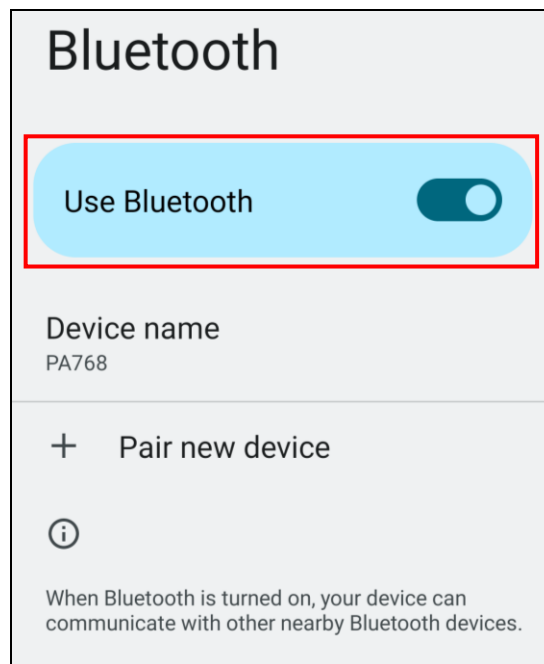 Bluetooth
Use Bluetooth
Device name
PA768
Pair new device
When Bluetooth is turned on, your device can
communicate with other nearby Bluetooth devices.